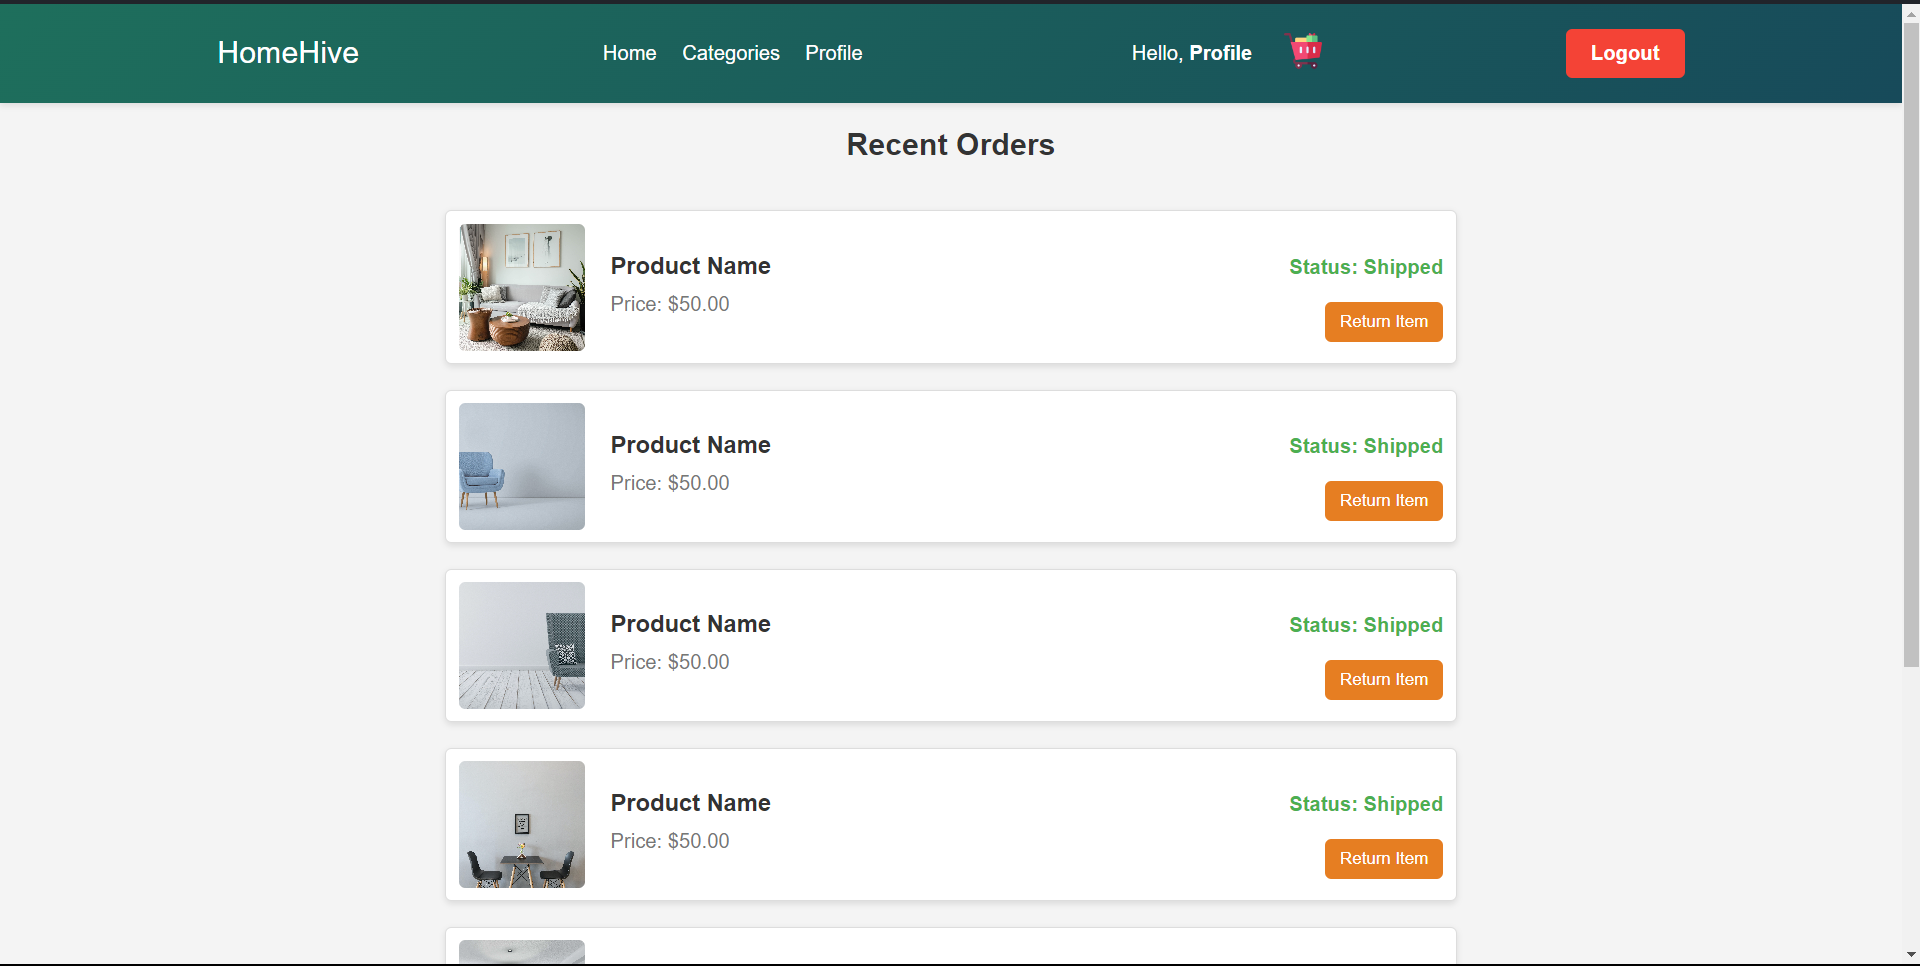 HomeHive
Home Categories Profile
Hello, Profile
Logout
Recent Orders
Product Name
Price: $50.00
Status: Shipped
Return Item
Product Name
Price: $50.00
Status: Shipped
Return Item
Product Name
Price: $50.00
Status: Shipped
Return Item
Product Name
Price: $50.00
Status: Shipped
Return Item